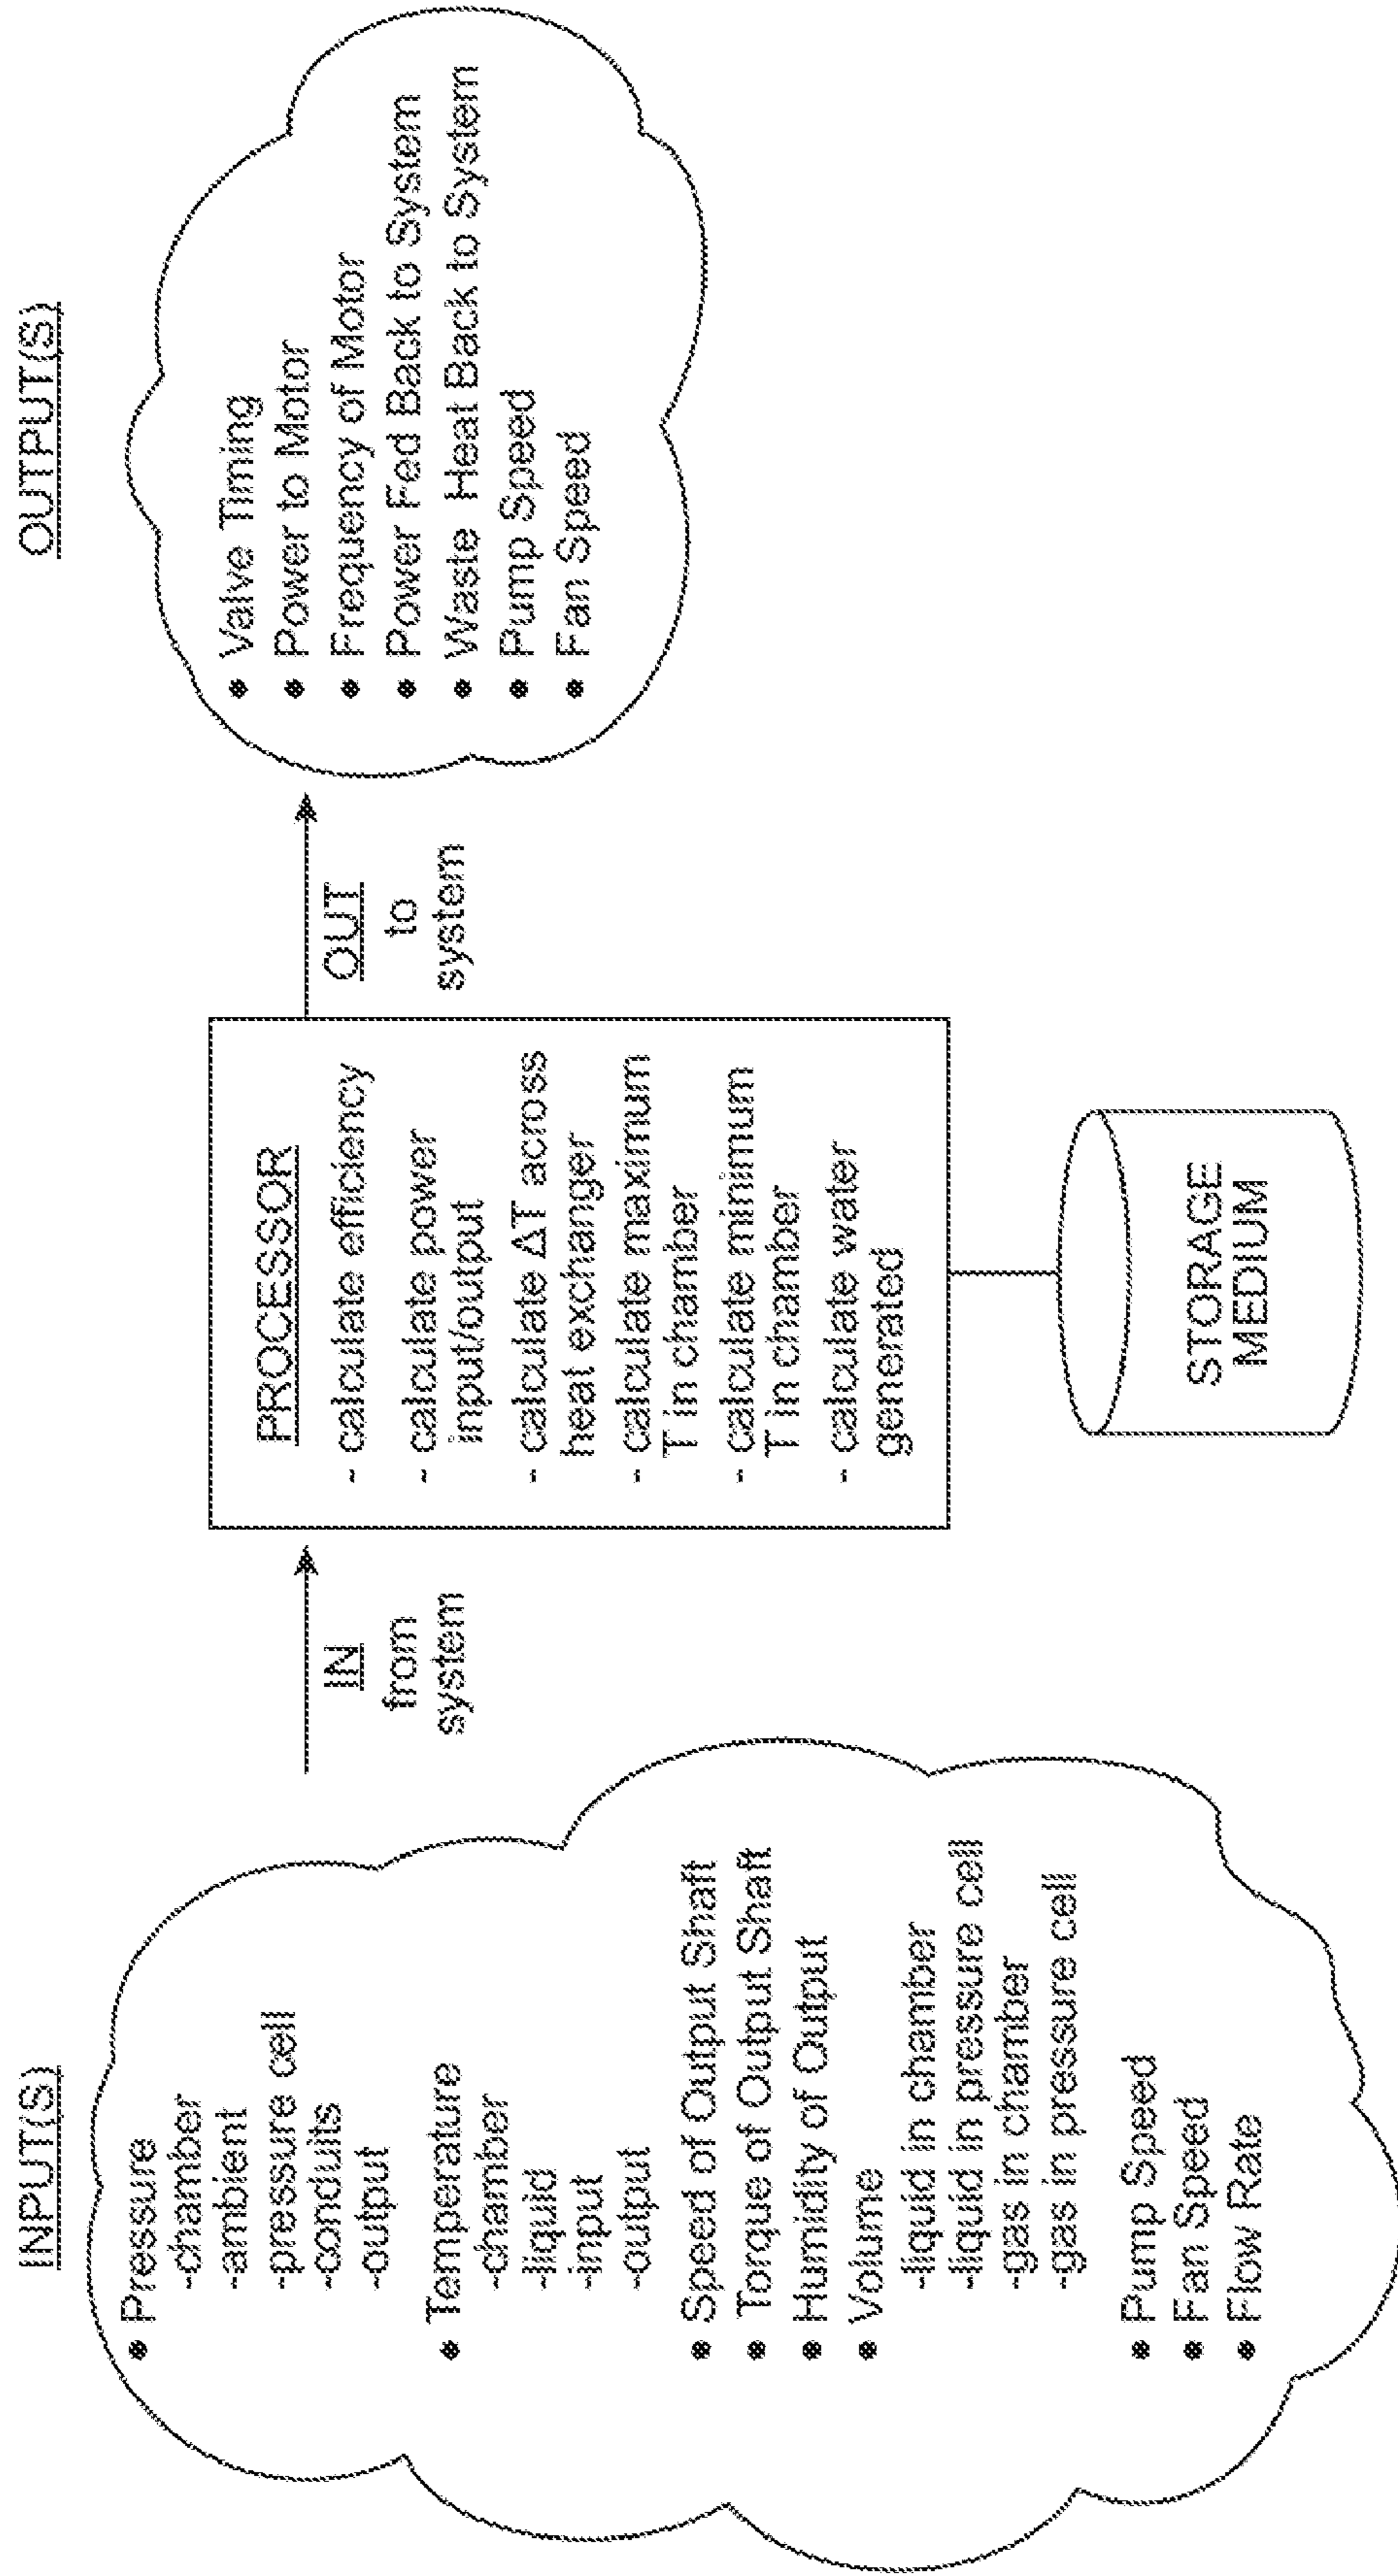 INPUT(S)
● Pressure
-chamber
-ambient
-pressure cell
-conduits
-output
● Temperature
-chamber
-liquid
-input
-output
● Speed of Output Shaft
● Torque of Output Shaft
● Humidity of Output
● Volume
-liquid in chamber
-liquid in pressure cell
-gas in chamber
-gas in pressure cell
● Pump Speed
● Fan Speed
● Flow Rate
IN
from
system
PROCESSOR
- calculate efficiency
- calculate power
input/output
- calculate ΔT across
heat exchanger
- calculate maximum
T in chamber
- calculate minimum
T in chamber
- calculate water
generated
STORAGE
MEDIUM
OUT
to
system
OUTPUT(S)
● Valve Timing
● Power to Motor
● Frequency of Motor
● Power Fed Back to System
● Waste Heat Back to System
● Pump Speed
● Fan Speed